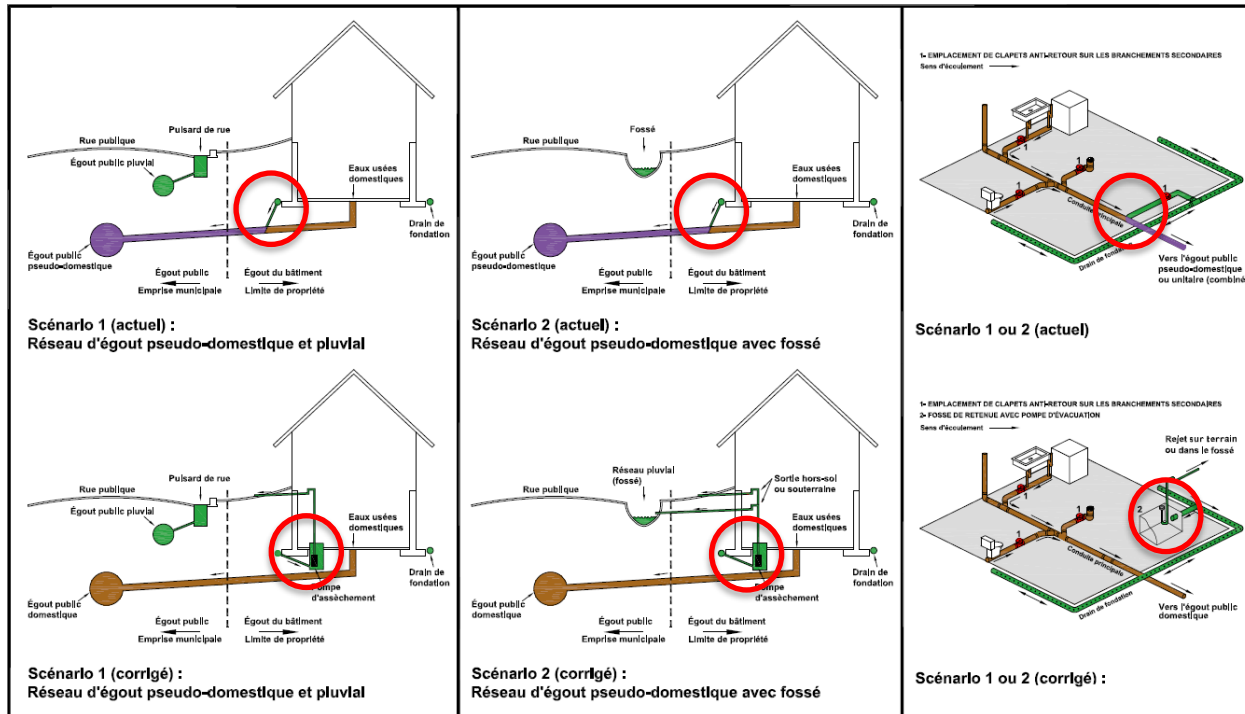 Rue publique
Puisard de rue
Égout public pluvial
Eaux usées
domestiques
Drain de
fondation
Égout public
pseudo-domestique
Égout public
Emprise municipale
Égout du bâtiment
Limite de propriété
Scénario 1 (actuel) :
Réseau d'égout pseudo-domestique et pluvial
Rue publique
Fossé
Eaux usées
domestiques
Drain de
fondation
Égout public
pseudo-domestique
Égout public
Emprise municipale
Égout du bâtiment
Limite de propriété
Scénario 2 (actuel) :
Réseau d'égout pseudo-domestique avec fossé
1- EMPLACEMENT DE CLAPETS ANTI-RETOUR SUR LES BRANCHEMENTS SECONDAIRES
Sens d'écoulement
1
1
1
1
Conduite principale
Drain de fondation
Vers l'égout public
pseudo-domestique
ou unitaire (combiné
Scénario 1 ou 2 (actuel)
Rue publique
Puisard de rue
Égout public pluvial
Eaux usées
domestiques
Drain de
fondation
Pompe
d'assèchement
Égout public
domestique
Égout public
Emprise municipale
Égout du bâtiment
Limite de propriété
Scénario 1 (corrigé) :
Réseau d'égout pseudo-domestique et pluvial
Rue publique
Réseau pluvial
(fossé)
Sortie hors-sol
ou souterraine
Eaux usées
domestiques
Drain de
fondation
Pompe
d'assèchement
Égout public
domestique
Égout public
Emprise municipale
Égout du bâtiment
Limite de propriété
Scénario 2 (corrigé) :
Réseau d'égout pseudo-domestique avec fossé
1- EMPLACEMENT DE CLAPETS ANTI-RETOUR SUR LES BRANCHEMENTS SECONDAIRES
2- FOSSE DE RETENUE AVEC POMPE D'ÉVACUATION
Sens d'écoulement
Rejet sur terrain
ou dans le fossé
1
1
1
2
Conduite principale
Drain de fondation
Vers l'égout public
domestique
Scénario 1 ou 2 (corrigé) :